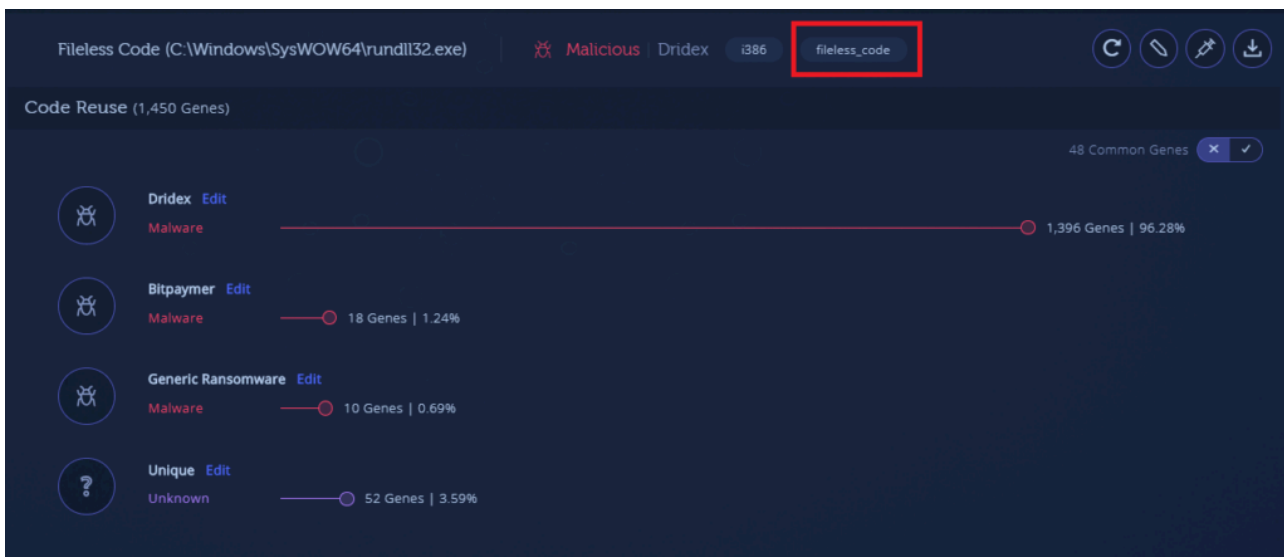 Fileless Code (C:\Windows\SysWOW64\rundll32.exe) Malicious Dridex i386 fileless_code
Code Reuse (1,450 Genes)
48 Common Genes
Dridex Edit
Malware 1,396 Genes | 96.28%
Bitpaymer Edit
Malware 18 Genes | 1.24%
Generic Ransomware Edit
Malware 10 Genes | 0.69%
Unique Edit
Unknown 52 Genes | 3.59%